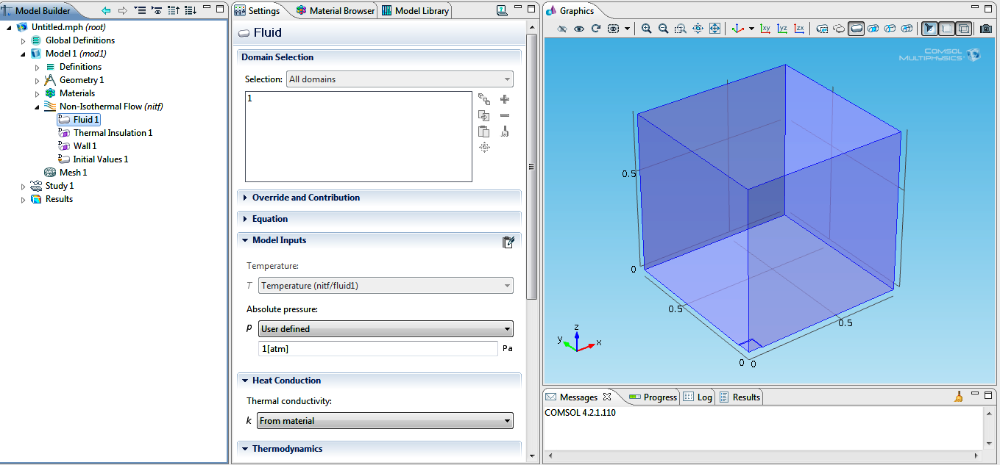 Model Builder
Untitled.mph (root)
Global Definitions
Model 1 (mod1)
Definitions
Geometry 1
Materials
Non-Isothermal Flow (nitf)
Fluid 1
Thermal Insulation 1
Wall 1
Initial Values 1
Mesh 1
Study 1
Results
Settings Material Browser Model Library
Fluid
Domain Selection
Selection: All domains
1
Override and Contribution
Equation
Model Inputs
Temperature:
T Temperature (nitf/fluid1)
Absolute pressure:
p User defined
1[atm] Pa
Heat Conduction
Thermal conductivity:
k From material
Thermodynamics
Graphics
xy yz zx
COMSOL
MULTIPHYSICS
0.5
0
0.5
0.5
0 0
z
y x
Messages Progress Log Results
COMSOL 4.2.1.110